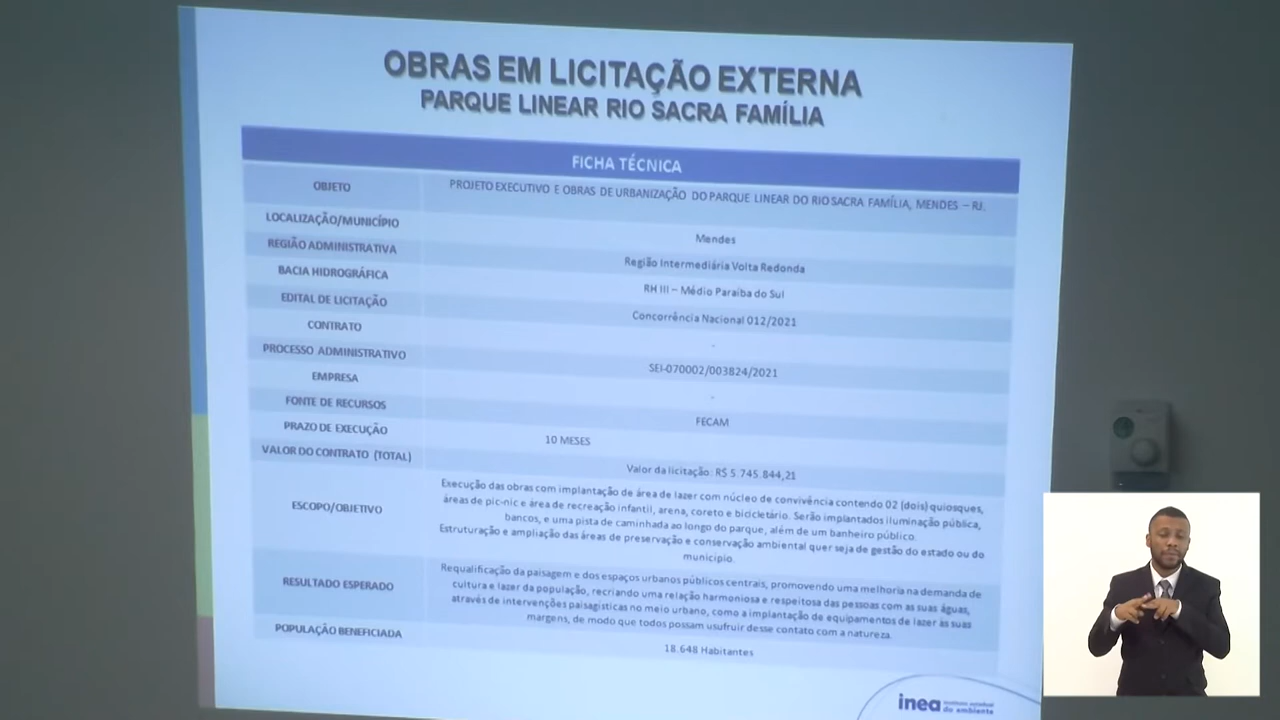 OBRAS EM LICITAÇÃO EXTERNA
PARQUE LINEAR RIO SACRA FAMÍLIA
FICHA TÉCNICA
OBJETO PROJETO EXECUTIVO E OBRAS DE URBANIZAÇÃO DO PARQUE LINEAR DO RIO SACRA FAMÍLIA, MENDES – RJ.
LOCALIZAÇÃO/MUNICÍPIO Mendes
REGIÃO ADMINISTRATIVA Região Intermediária Volta Redonda
BACIA HIDROGRÁFICA RH III – Médio Paraíba do Sul
EDITAL DE LICITAÇÃO Concorrência Nacional 012/2021
CONTRATO -
PROCESSO ADMINISTRATIVO SEI-070002/003824/2021
EMPRESA -
FONTE DE RECURSOS FECAM
PRAZO DE EXECUÇÃO 10 MESES
VALOR DO CONTRATO (TOTAL) Valor da licitação: R$ 5.745.844,21
ESCOPO/OBJETIVO
Execução das obras com implantação de área de lazer com núcleo de convivência contendo 02 (dois) quiosques,
áreas de pic-nic e área de recreação infantil, arena, coreto e bicicletário. Serão implantados iluminação pública,
bancos, e uma pista de caminhada ao longo do parque, além de um banheiro público.
Estruturação e ampliação das áreas de preservação e conservação ambiental quer seja de gestão do estado ou do
município.
RESULTADO ESPERADO
Requalificação da paisagem e dos espaços urbanos públicos centrais, promovendo uma melhoria na demanda de
cultura e lazer da população, recriando uma relação harmoniosa e respeitosa das pessoas com as suas águas,
através de intervenções paisagísticas no meio urbano, como a implantação de equipamentos de lazer às suas
margens, de modo que todos possam usufruir desse contato com a natureza.
POPULAÇÃO BENEFICIADA 18.648 Habitantes
inea instituto estadual
do ambiente